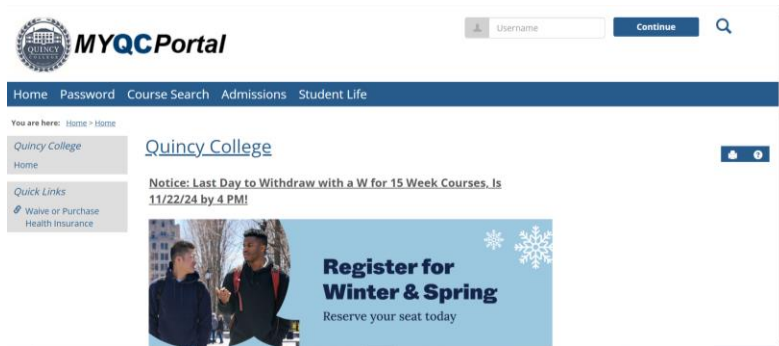 QUINCY
COLLEGE
MYQCPortal
Username
Continue
Home Password Course Search Admissions Student Life
You are here: Home > Home
Quincy College
Home
Quick Links
Waive or Purchase
Health Insurance
Quincy College
Notice: Last Day to Withdraw with a W for 15 Week Courses, Is
11/22/24 by 4 PM!
Register for
Winter & Spring
Reserve your seat today